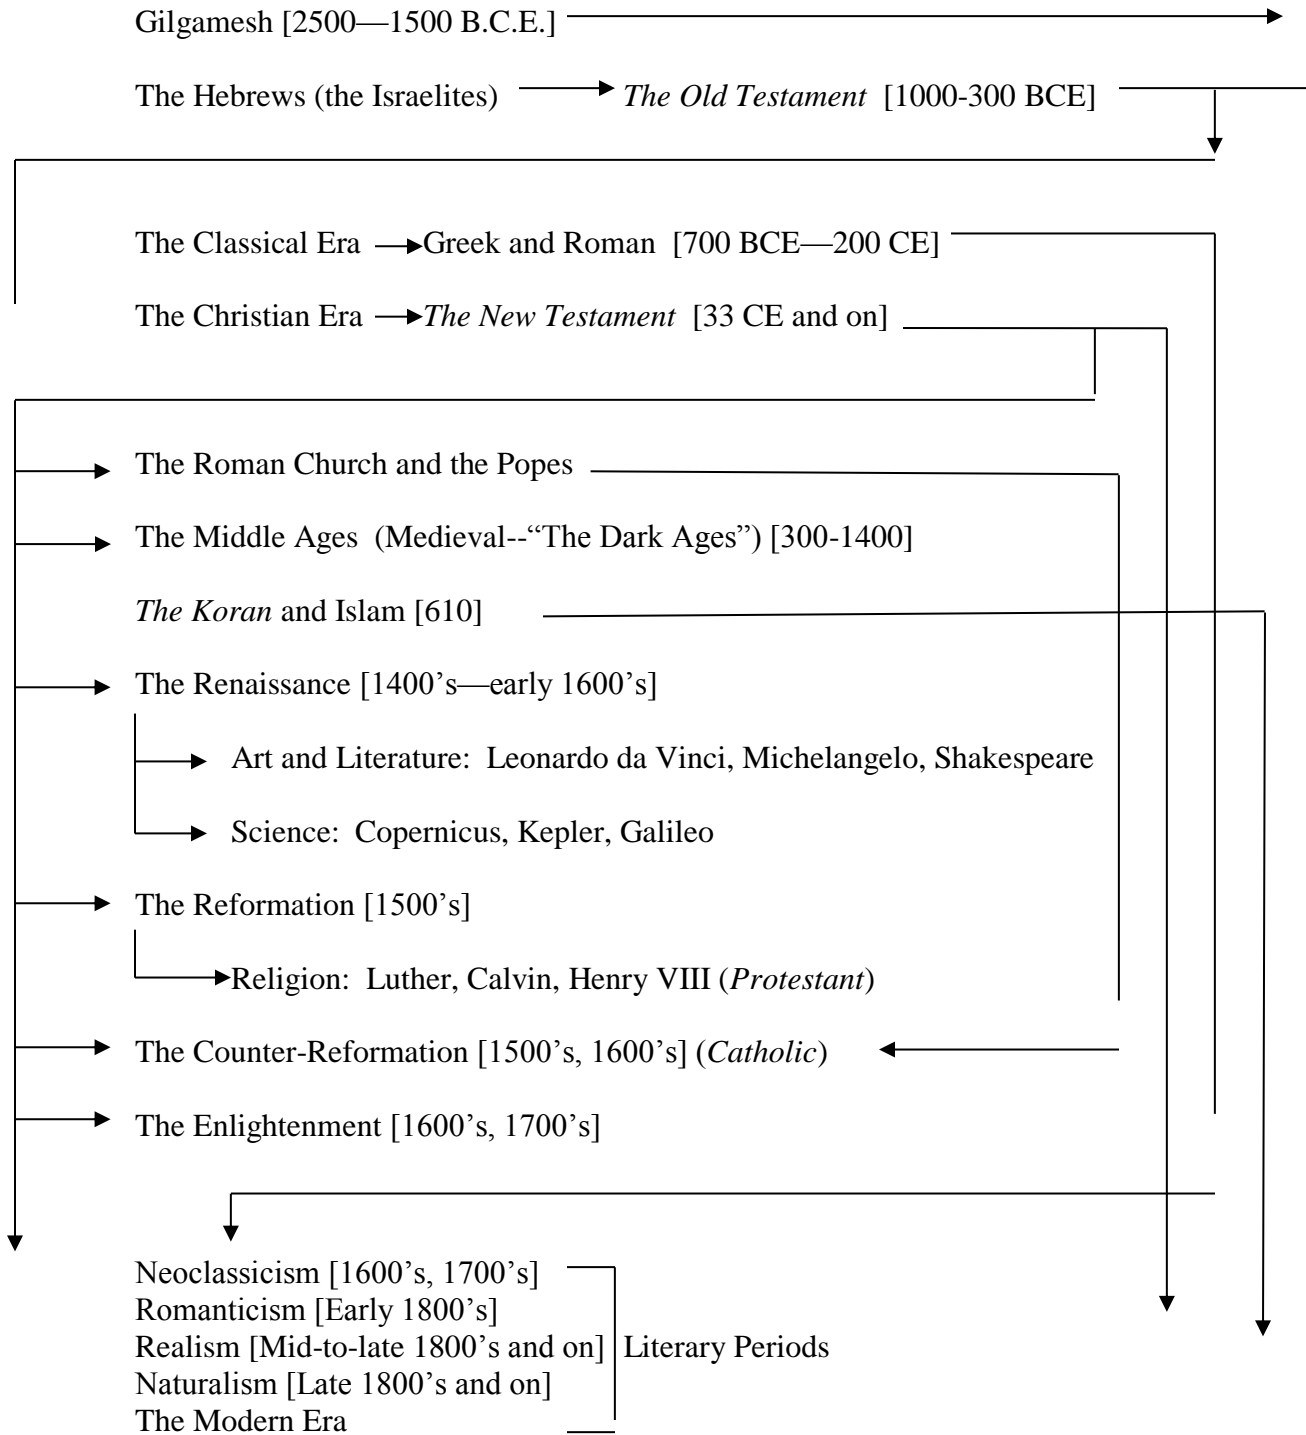 Gilgamesh [2500—1500 B.C.E.]
The Hebrews (the Israelites) The Old Testament [1000-300 BCE]
The Classical Era Greek and Roman [700 BCE—200 CE]
The Christian Era The New Testament [33 CE and on]
The Roman Church and the Popes
The Middle Ages (Medieval--“The Dark Ages”) [300-1400]
The Koran and Islam [610]
The Renaissance [1400’s—early 1600’s]
Art and Literature: Leonardo da Vinci, Michelangelo, Shakespeare
Science: Copernicus, Kepler, Galileo
The Reformation [1500’s]
Religion: Luther, Calvin, Henry VIII (Protestant)
The Counter-Reformation [1500’s, 1600’s] (Catholic)
The Enlightenment [1600’s, 1700’s]
Neoclassicism [1600’s, 1700’s]
Romanticism [Early 1800’s]
Realism [Mid-to-late 1800’s and on] Literary Periods
Naturalism [Late 1800’s and on]
The Modern Era